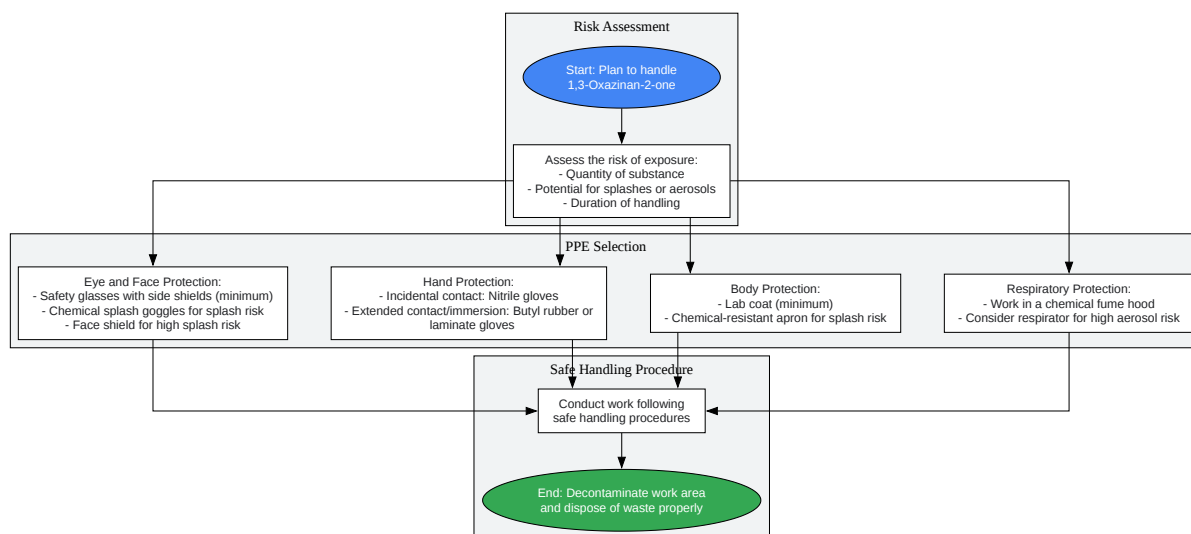 Risk Assessment
Start: Plan to handle
1,3-Oxazinan-2-one
Assess the risk of exposure:
- Quantity of substance
- Potential for splashes or aerosols
- Duration of handling
PPE Selection
Eye and Face Protection:
- Safety glasses with side shields (minimum)
- Chemical splash goggles for splash risk
- Face shield for high splash risk
Hand Protection:
- Incidental contact: Nitrile gloves
- Extended contact/immersion: Butyl rubber or
laminate gloves
Body Protection:
- Lab coat (minimum)
- Chemical-resistant apron for splash risk
Respiratory Protection:
- Work in a chemical fume hood
- Consider respirator for high aerosol risk
Safe Handling Procedure
Conduct work following
safe handling procedures
End: Decontaminate work area
and dispose of waste properly